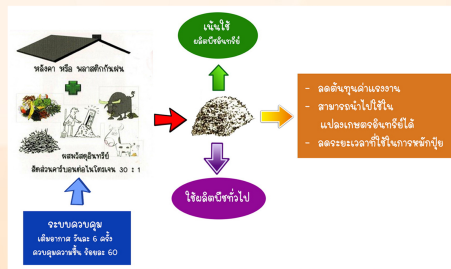 เน้นใช้
ผลิตพืชอินทรีย์
หลังคา หรือ พลาสติกกันฝน
ผสมวัสดุอินทรีย์
สัดส่วนคาร์บอนต่อไนโตรเจน 30 : 1
- ลดต้นทุนค่าแรงงาน
- สามารถนำไปใช้ใน
แปลงเกษตรอินทรีย์ได้
- ลดระยะเวลาที่ใช้ในการหมักปุ๋ย
ใช้ผลิตพืชทั่วไป
ระบบควบคุม
เติมอากาศ วันละ 6 ครั้ง
ควบคุมความชื้น ร้อยละ 60